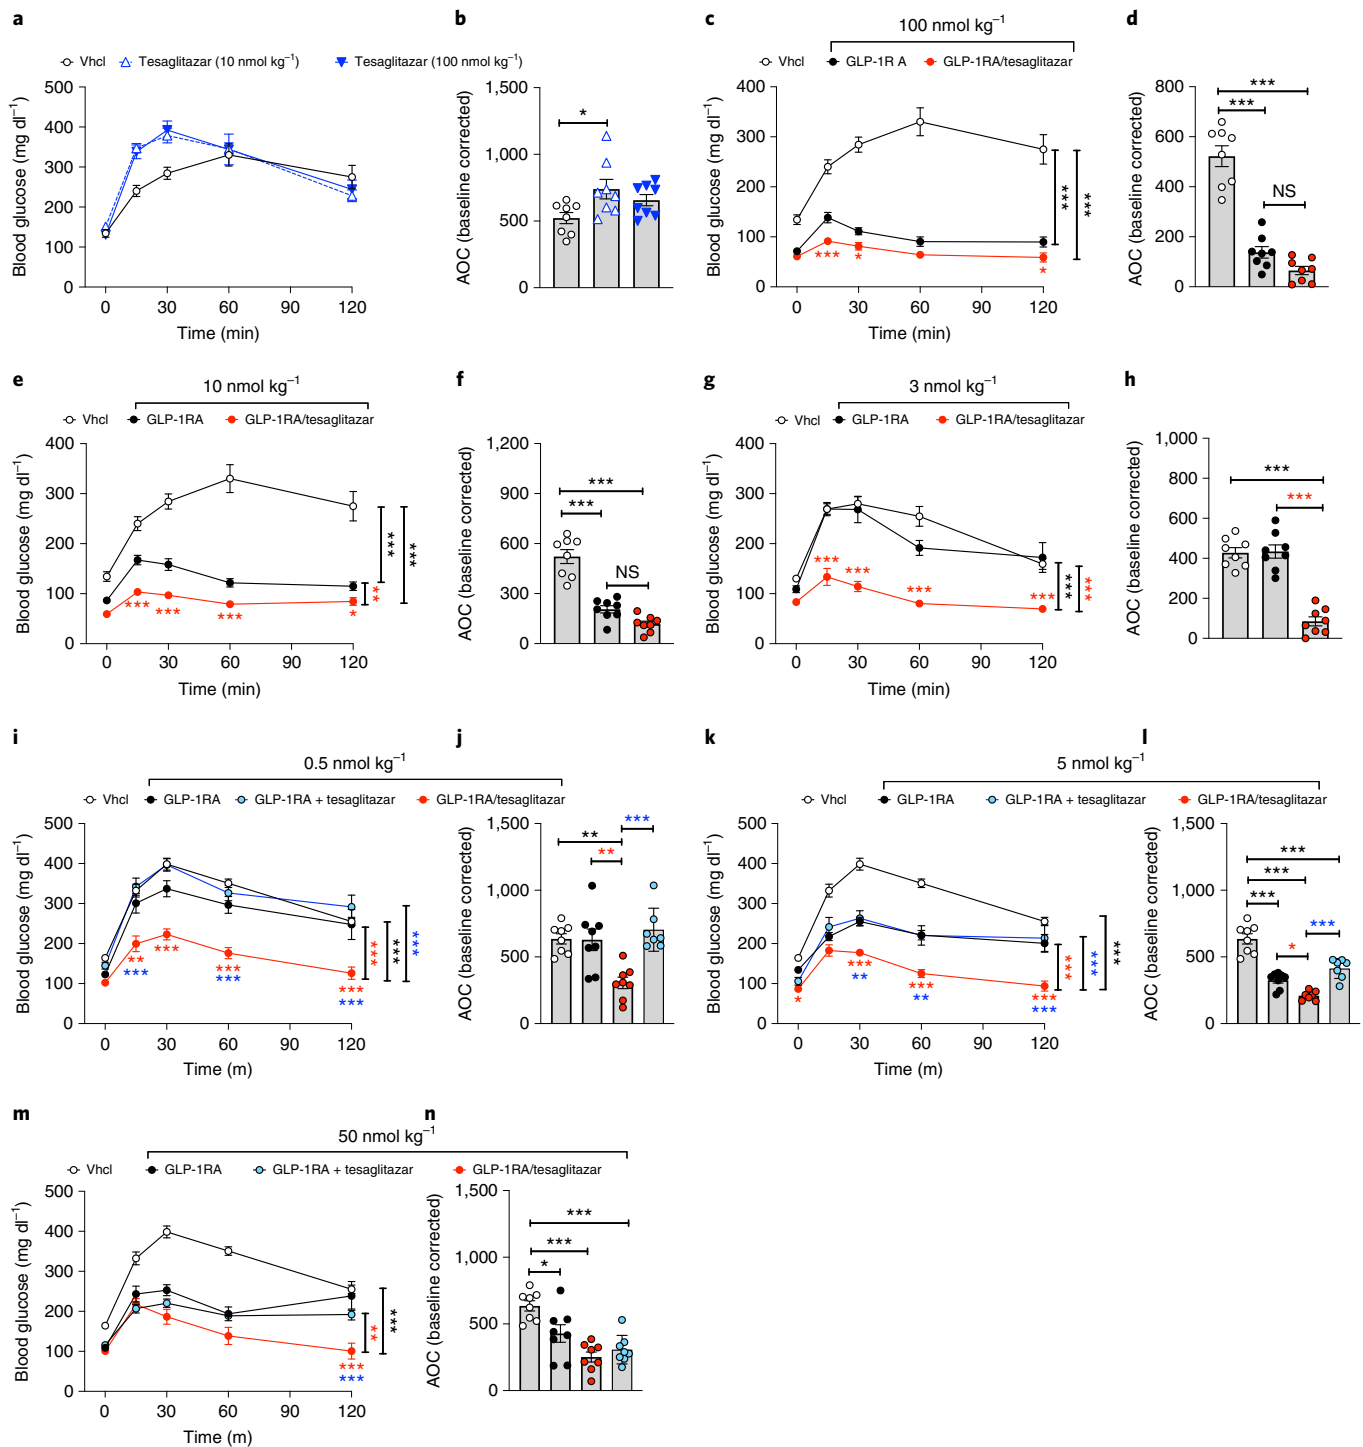 a
Vhcl Tesaglitazar (10 nmol kg⁻¹) Tesaglitazar (100 nmol kg⁻¹)
Blood glucose (mg dl⁻¹)
500
400
300
200
100
0
0 30 60 90 120
Time (min)
b
AOC (baseline corrected)
1,500
1,000
500
0
*
c
100 nmol kg⁻¹
Vhcl GLP-1R A GLP-1RA/tesaglitazar
Blood glucose (mg dl⁻¹)
400
300
200
100
0
*** * *
*** ***
0 30 60 90 120
Time (min)
d
AOC (baseline corrected)
800
600
400
200
0
***
***
NS
e
10 nmol kg⁻¹
Vhcl GLP-1RA GLP-1RA/tesaglitazar
Blood glucose (mg dl⁻¹)
400
300
200
100
0
*** *** *** *
** *** ***
0 30 60 90 120
Time (min)
f
AOC (baseline corrected)
1,200
900
600
300
0
***
***
NS
g
3 nmol kg⁻¹
Vhcl GLP-1RA GLP-1RA/tesaglitazar
Blood glucose (mg dl⁻¹)
400
300
200
100
0
*** *** *** ***
*** ***
0 30 60 90 120
Time (min)
h
AOC (baseline corrected)
1,000
800
600
400
200
0
***
***
i
0.5 nmol kg⁻¹
Vhcl GLP-1RA GLP-1RA + tesaglitazar GLP-1RA/tesaglitazar
Blood glucose (mg dl⁻¹)
500
400
300
200
100
0
** *** *** ***
*** *** ***
*** *** ***
0 30 60 90 120
Time (m)
j
AOC (baseline corrected)
1,500
1,000
500
0
***
**
**
k
5 nmol kg⁻¹
Vhcl GLP-1RA GLP-1RA + tesaglitazar GLP-1RA/tesaglitazar
Blood glucose (mg dl⁻¹)
500
400
300
200
100
0
* *** *** ***
** ** ***
*** *** ***
0 30 60 90 120
Time (m)
l
AOC (baseline corrected)
1,500
1,000
500
0
***
***
***
***
*
m
50 nmol kg⁻¹
Vhcl GLP-1RA GLP-1RA + tesaglitazar GLP-1RA/tesaglitazar
Blood glucose (mg dl⁻¹)
500
400
300
200
100
0
***
***
** ***
0 30 60 90 120
Time (m)
n
AOC (baseline corrected)
1,500
1,000
500
0
***
***
*